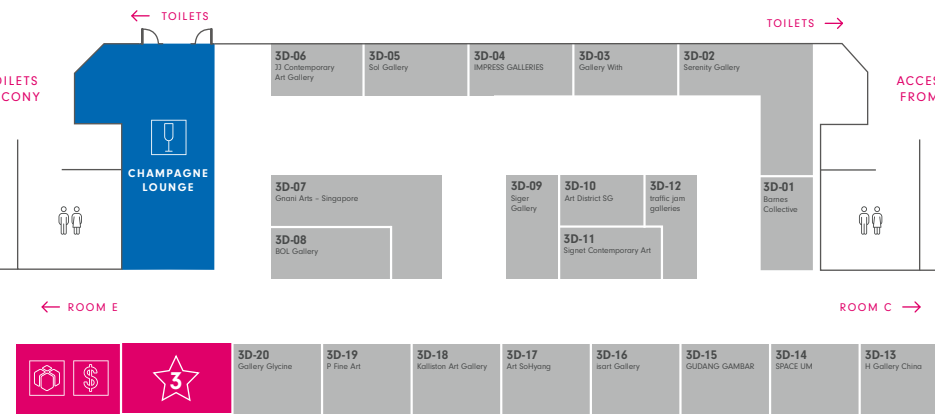 TOILETS
TOILETS
3D-06
JJ Contemporary
Art Gallery
3D-05
Sol Gallery
3D-04
IMPRESS GALLERIES
3D-03
Gallery With
3D-02
Serenity Gallery
CHAMPAGNE
LOUNGE
3D-07
Gnani Arts - Singapore
3D-08
BOL Gallery
3D-09
Siger
Gallery
3D-10
Art District SG
3D-12
traffic jam
galleries
3D-11
Signet Contemporary Art
3D-01
Barnes
Collective
FROM
ROOM E
ROOM C
$
3
3D-20
Gallery Glycine
3D-19
P Fine Art
3D-18
Kalliston Art Gallery
3D-17
Art SoHyang
3D-16
isart Gallery
3D-15
GUDANG GAMBAR
3D-14
SPACE UM
3D-13
H Gallery China